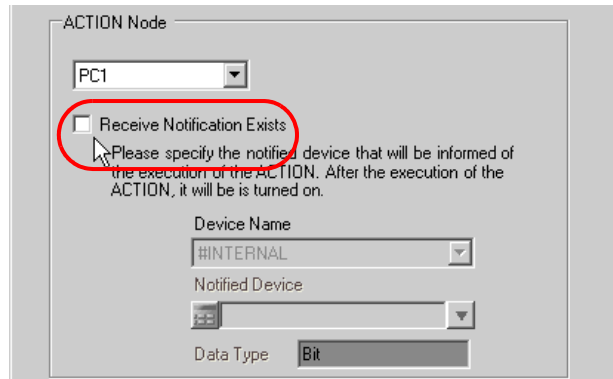 ACTION Node
PC1
Receive Notification Exists
Please specify the notified device that will be informed of
the execution of the ACTION. After the execution of the
ACTION, it will be is turned on.
Device Name
#INTERNAL
Notified Device
Data Type Bit